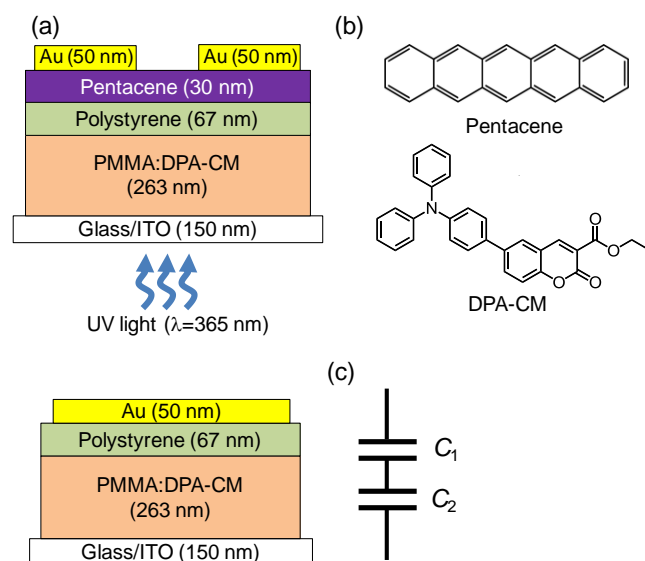 (a)
Au (50 nm) Au (50 nm)
Pentacene (30 nm)
Polystyrene (67 nm)
PMMA:DPA-CM
(263 nm)
Glass/ITO (150 nm)
UV light (λ=365 nm)
(b)
Pentacene
N
O
O
O
O
DPA-CM
Au (50 nm)
Polystyrene (67 nm)
PMMA:DPA-CM
(263 nm)
Glass/ITO (150 nm)
(c)
C1
C2